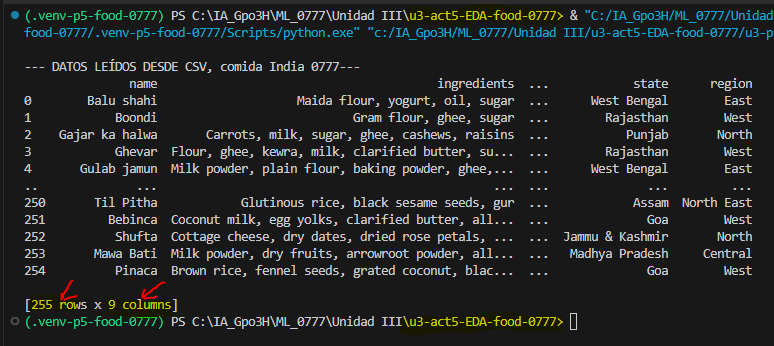 (.venv-p5-food-0777) PS C:\IA_Gpo3H\ML_0777\Unidad III\u3-act5-EDA-food-0777> & "C:/IA_Gpo3H/ML_0777/Unidad
food-0777/.venv-p5-food-0777/Scripts/python.exe" "c:/IA_Gpo3H/ML_0777/Unidad III/u3-act5-EDA-food-0777/u3-p
--- DATOS LEÍDOS DESDE CSV, comida India 0777---
name ingredients ... state region
0 Balu shahi Maida flour, yogurt, oil, sugar ... West Bengal East
1 Boondi Gram flour, ghee, sugar ... Rajasthan West
2 Gajar ka halwa Carrots, milk, sugar, ghee, cashews, raisins ... Punjab North
3 Ghevar Flour, ghee, kewra, milk, clarified butter, su... ... Rajasthan West
4 Gulab jamun Milk powder, plain flour, baking powder, ghee,... ... West Bengal East
.. ... ... ... ... ...
250 Til Pitha Glutinous rice, black sesame seeds, gur ... Assam North East
251 Bebinca Coconut milk, egg yolks, clarified butter, all... ... Goa West
252 Shufta Cottage cheese, dry dates, dried rose petals, ... ... Jammu & Kashmir North
253 Mawa Bati Milk powder, dry fruits, arrowroot powder, all... ... Madhya Pradesh Central
254 Pinaca Brown rice, fennel seeds, grated coconut, blac... ... Goa West
[255 rows x 9 columns]
(.venv-p5-food-0777) PS C:\IA_Gpo3H\ML_0777\Unidad III\u3-act5-EDA-food-0777>